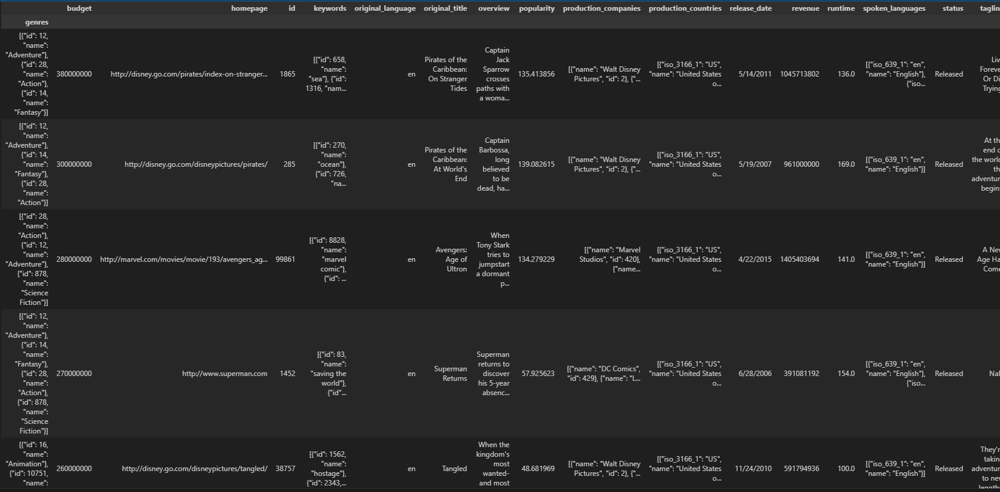 budget homepage id keywords original_language original_title overview popularity production_companies production_countries release_date revenue runtime spoken_languages status taglin
genres
[{"id": 12,
"name":
"Adventure"},
{"id": 28,
"name":
"Action"},
{"id": 14,
"name":
"Fantasy"}]
380000000
http://disney.go.com/pirates/index-on-stranger...
1865
[{"id": 658,
"name":
"sea"}, {"id":
1316, "nam...
en
Pirates of the
Caribbean:
On Stranger
Tides
Captain
Jack
Sparrow
crosses
paths with
a woma...
135.413856
[{"name": "Walt Disney
Pictures", "id": 2}, {"...
[{"iso_3166_1": "US",
"name": "United States
o...
5/14/2011
1045713802
136.0
[{"iso_639_1": "en",
"name": "English"},
{"iso...
Released
Liv
Foreve
Or Di
Trying
[{"id": 12,
"name":
"Adventure"},
{"id": 14,
"name":
"Fantasy"},
{"id": 28,
"name":
"Action"}]
300000000
http://disney.go.com/disneypictures/pirates/
285
[{"id": 270,
"name":
"ocean"},
{"id": 726,
"na...
en
Pirates of the
Caribbean:
At World's
End
Captain
Barbossa,
long
believed
to be
dead, ha...
139.082615
[{"name": "Walt Disney
Pictures", "id": 2}, {"...
[{"iso_3166_1": "US",
"name": "United States
o...
5/19/2007
961000000
169.0
[{"iso_639_1": "en",
"name": "English"}]
Released
At th
end o
the world
th
adventur
begins
[{"id": 28,
"name":
"Action"},
{"id": 12,
"name":
"Adventure"},
{"id": 878,
"name":
"Science
Fiction"}]
280000000
http://marvel.com/movies/movie/193/avengers_ag...
99861
[{"id": 8828,
"name":
"marvel
comic"},
{"id": ...
en
Avengers:
Age of
Ultron
When
Tony Stark
tries to
jumpstart
a dormant
p...
134.279229
[{"name": "Marvel
Studios", "id": 420},
{"name...
[{"iso_3166_1": "US",
"name": "United States
o...
4/22/2015
1405403694
141.0
[{"iso_639_1": "en",
"name": "English"}]
Released
A New
Age Ha
Come
[{"id": 12,
"name":
"Adventure"},
{"id": 14,
"name":
"Fantasy"},
{"id": 28,
"name":
"Action"},
{"id": 878,
"name":
"Science
Fiction"}]
270000000
http://www.superman.com
1452
[{"id": 83,
"name":
"saving the
world"},
{"id"...
en
Superman
Returns
Superman
returns to
discover
his 5-year
absenc...
57.925623
[{"name": "DC Comics",
"id": 429}, {"name": "L...
[{"iso_3166_1": "US",
"name": "United States
o...
6/28/2006
391081192
154.0
[{"iso_639_1": "en",
"name": "English"},
{"iso...
Released
Na
[{"id": 16,
"name":
"Animation"},
{"id": 10751,
"name":
260000000
http://disney.go.com/disneypictures/tangled/
38757
[{"id": 1562,
"name":
"hostage"},
{"id": 2343,...
en
Tangled
When the
kingdom's
most
wanted-
and most
48.681969
[{"name": "Walt Disney
Pictures", "id": 2}, {"...
[{"iso_3166_1": "US",
"name": "United States
o...
11/24/2010
591794936
100.0
[{"iso_639_1": "en",
"name": "English"}]
Released
They'r
taking
adventur
to new
lengths